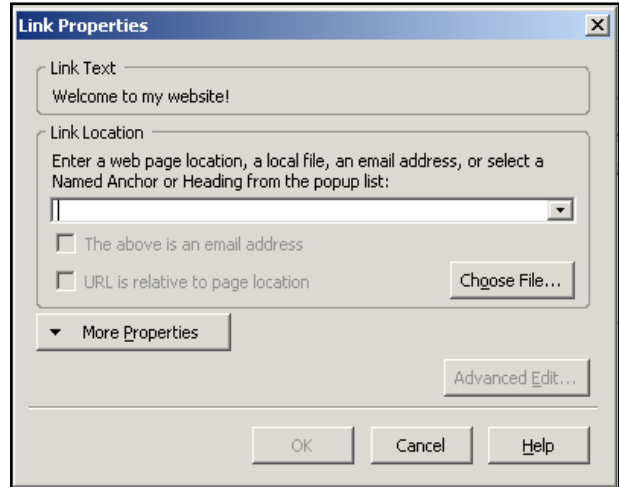 Link Properties
Link Text
Welcome to my website!
Link Location
Enter a web page location, a local file, an email address, or select a
Named Anchor or Heading from the popup list:
The above is an email address
URL is relative to page location
Choose File...
More Properties
Advanced Edit...
OK
Cancel
Help